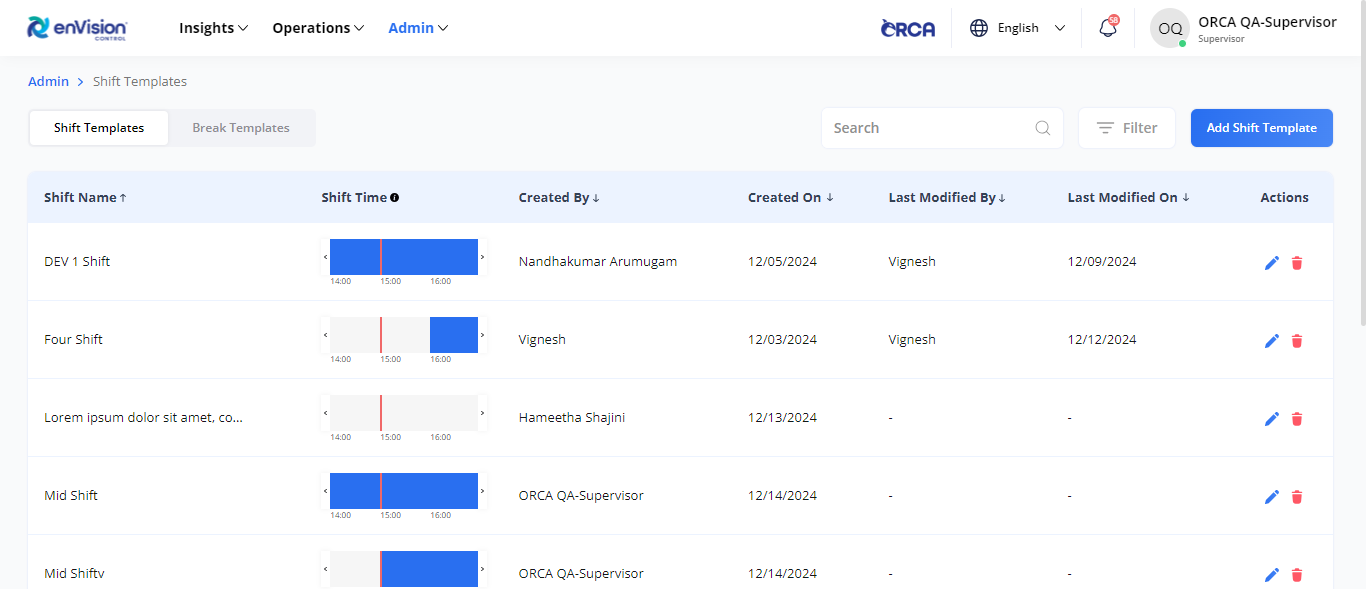 enVision
CONTROL
Insights
Operations
Admin
ORCA
English
58
OQ
ORCA QA-Supervisor
Supervisor
Admin > Shift Templates
Shift Templates
Break Templates
Search
Filter
Add Shift Template
Shift Name↑ Shift Time Created By↓ Created On ↓ Last Modified By↓ Last Modified On ↓ Actions
DEV 1 Shift Nandhakumar Arumugam 12/05/2024 Vignesh 12/09/2024
14:00 15:00 16:00
Four Shift Vignesh 12/03/2024 Vignesh 12/12/2024
14:00 15:00 16:00
Lorem ipsum dolor sit amet, co... Hameetha Shajini 12/13/2024 - -
14:00 15:00 16:00
Mid Shift ORCA QA-Supervisor 12/14/2024 - -
14:00 15:00 16:00
Mid Shiftv ORCA QA-Supervisor 12/14/2024 - -